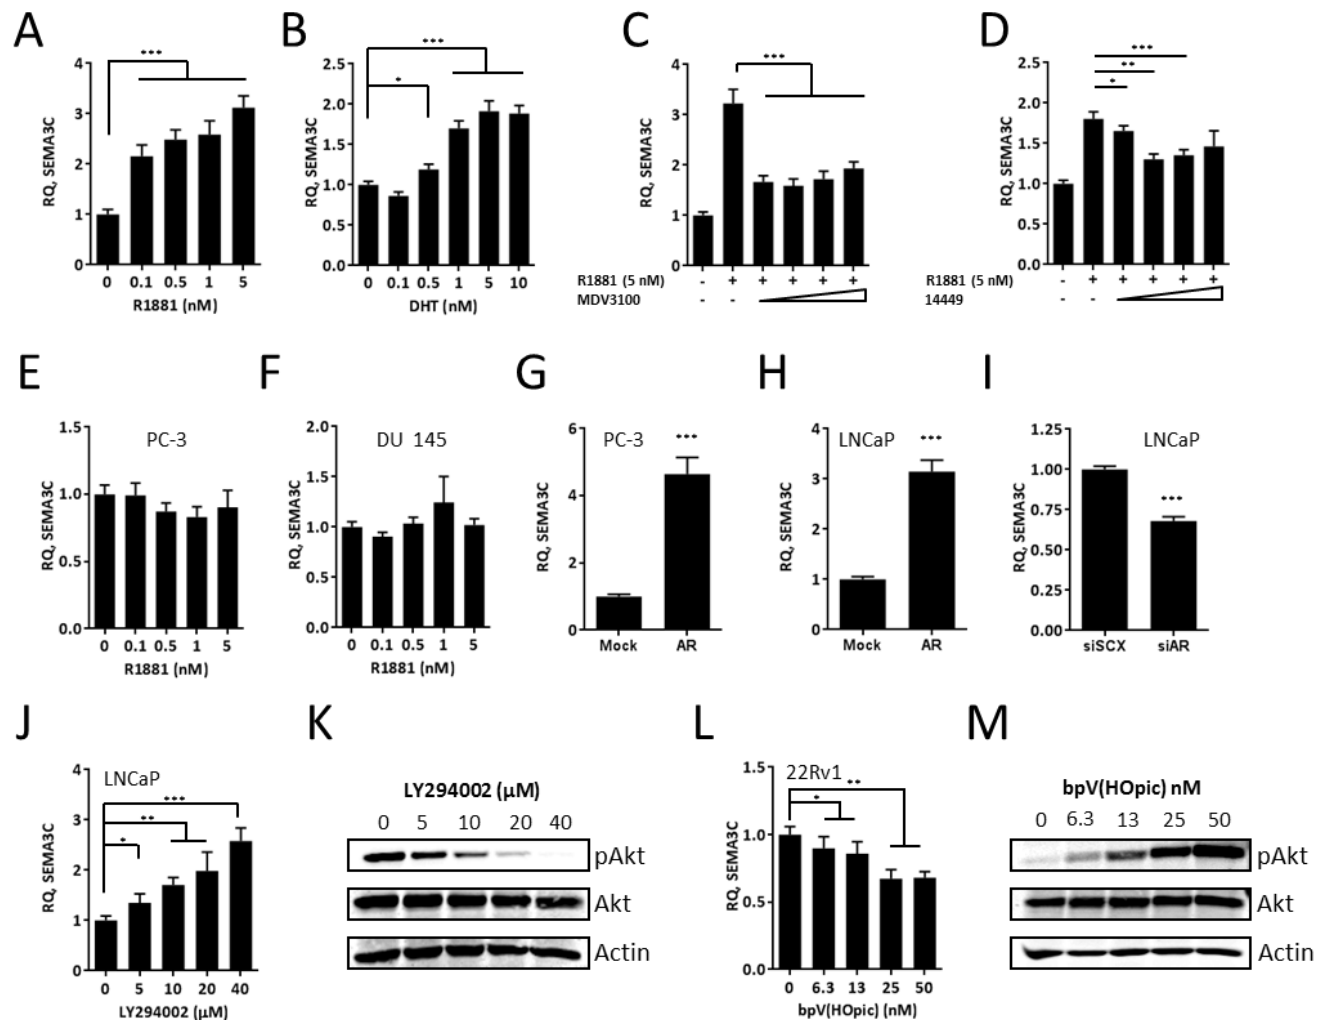 A
B
C
D
***
4
3
2
1
0
RQ, SEMA3C
0 0.1 0.5 1 5
R1881 (nM)
***
*
2.5
2.0
1.5
1.0
0.5
0.0
RQ, SEMA3C
0 0.1 0.5 1 5 10
DHT (nM)
***
4
3
2
1
0
RQ, SEMA3C
R1881 (5 nM) - + + + + +
MDV3100 - -
***
**
*
2.5
2.0
1.5
1.0
0.5
0.0
RQ, SEMA3C
R1881 (5 nM) - + + + + +
14449 - -
E
F
G
H
I
PC-3
1.5
1.0
0.5
0.0
RQ, SEMA3C
0 0.1 0.5 1 5
R1881 (nM)
DU 145
2.0
1.5
1.0
0.5
0.0
RQ, SEMA3C
0 0.1 0.5 1 5
R1881 (nM)
PC-3
***
6
4
2
0
RQ, SEMA3C
Mock AR
LNCaP
***
4
3
2
1
0
RQ, SEMA3C
Mock AR
LNCaP
***
1.25
1.00
0.75
0.50
0.25
0.00
RQ, SEMA3C
siSCX siAR
J
K
L
M
LNCaP
***
**
*
4
3
2
1
0
RQ, SEMA3C
0 5 10 20 40
LY294002 (µM)
LY294002 (µM)
0 5 10 20 40
pAkt
Akt
Actin
22Rv1
**
*
1.5
1.0
0.5
0.0
RQ, SEMA3C
0 6.3 13 25 50
bpV(HOpic) (nM)
bpV(HOpic) nM
0 6.3 13 25 50
pAkt
Akt
Actin